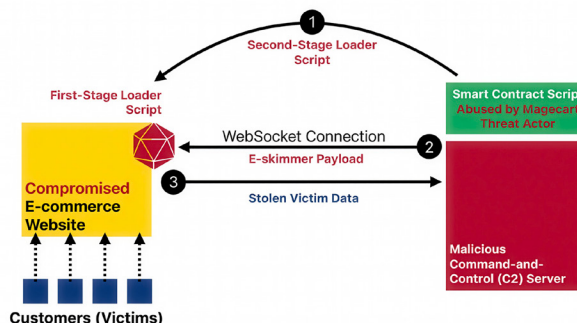 1
Second-Stage Loader
Script
First-Stage Loader
Script
Smart Contract Script
Abused by Magecart
Threat Actor
WebSocket Connection
2
E-skimmer Payload
3
Stolen Victim Data
Compromised
E-commerce
Website
Malicious
Command-and-
Control (C2) Server
Customers (Victims)